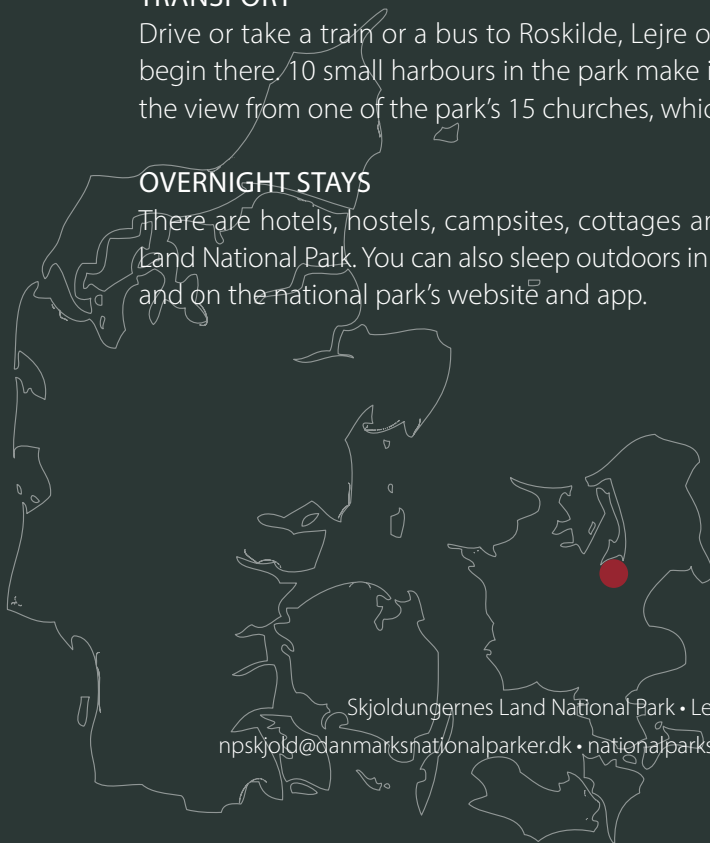 TRANSPORT
Drive or take a train or a bus to Roskilde, Lejre o
begin there. 10 small harbours in the park make i
the view from one of the park's 15 churches, whic
OVERNIGHT STAYS
There are hotels, hostels, campsites, cottages ar
Land National Park. You can also sleep outdoors in
and on the national park's website and app.
Skjoldungernes Land National Park • Le
npskjold@danmarksnationalparker.dk • nationalparks